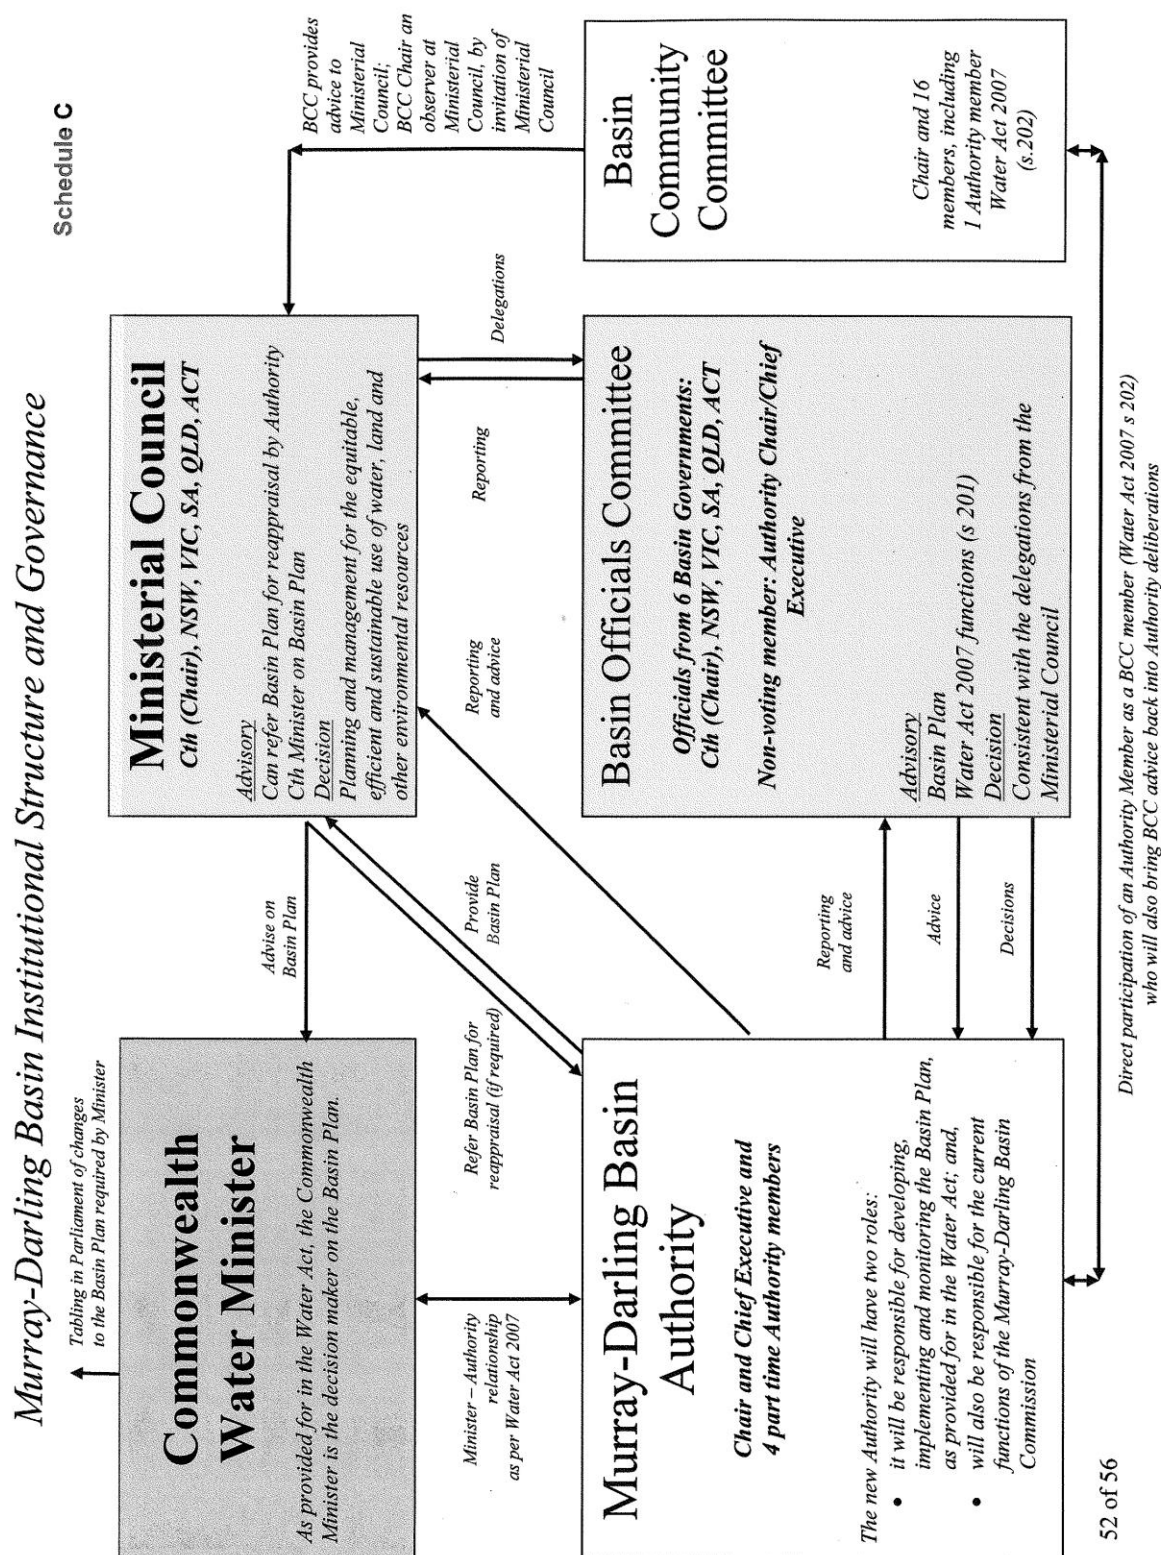 Schedule C
Murray-Darling Basin Institutional Structure and Governance
Tabling in Parliament of changes
to the Basin Plan required by Minister
Commonwealth
Water Minister
As provided for in the Water Act, the Commonwealth
Minister is the decision maker on the Basin Plan.
Advise on
Basin Plan
Ministerial Council
Cth (Chair), NSW, VIC, SA, QLD, ACT
Advisory
Can refer Basin Plan for reappraisal by Authority
Cth Minister on Basin Plan
Decision
Planning and management for the equitable,
efficient and sustainable use of water, land and
other environmental resources
BCC provides
advice to
Ministerial
Council;
BCC Chair an
observer at
Ministerial
Council, by
invitation of
Ministerial
Council
Minister – Authority
relationship
as per Water Act 2007
Refer Basin Plan for
reappraisal (if required)
Provide
Basin Plan
Reporting
and advice
Reporting
Delegations
Murray-Darling Basin
Authority
Chair and Chief Executive and
4 part time Authority members
The new Authority will have two roles:
• it will be responsible for developing,
implementing and monitoring the Basin Plan,
as provided for in the Water Act; and,
• will also be responsible for the current
functions of the Murray-Darling Basin
Commission
Reporting
and advice
Advice
Decisions
Basin Officials Committee
Officials from 6 Basin Governments:
Cth (Chair), NSW, VIC, SA, QLD, ACT
Non-voting member: Authority Chair/Chief
Executive
Advisory
Basin Plan
Water Act 2007 functions (s 201)
Decision
Consistent with the delegations from the
Ministerial Council
Basin
Community
Committee
Chair and 16
members, including
1 Authority member
Water Act 2007
(s.202)
Direct participation of an Authority Member as a BCC member (Water Act 2007 s 202)
who will also bring BCC advice back into Authority deliberations
52 of 56